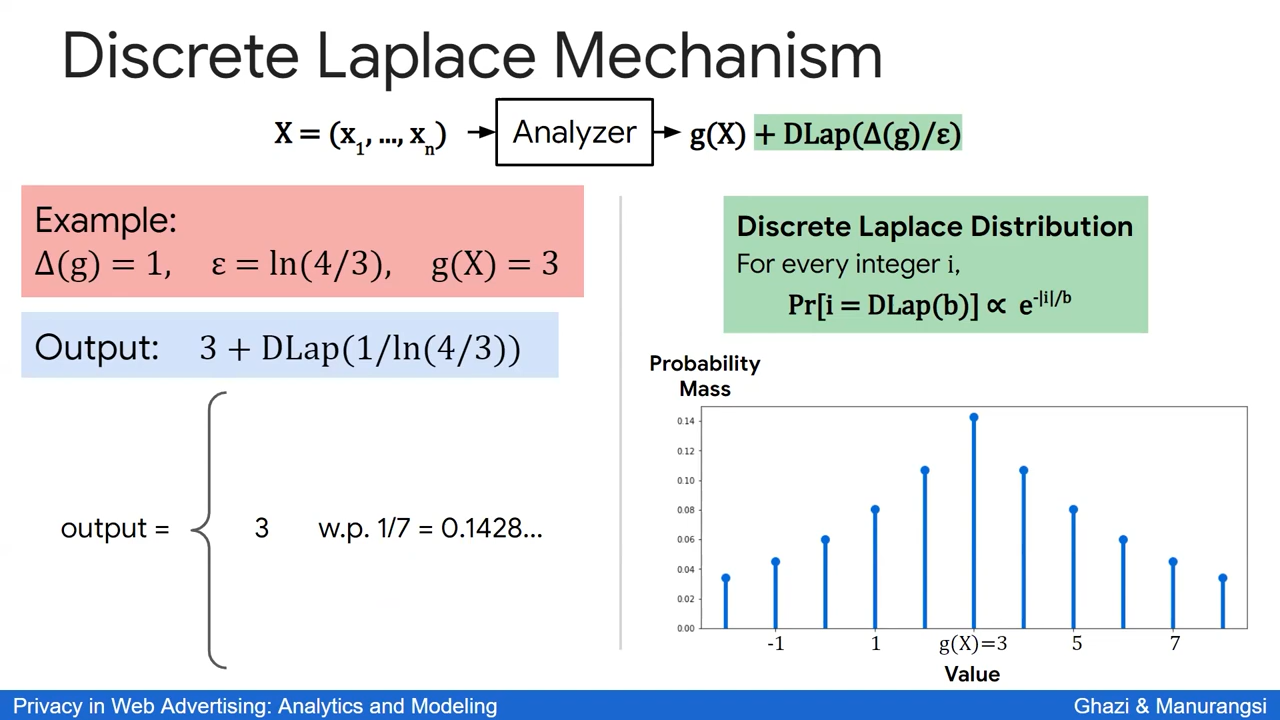 Discrete Laplace Mechanism
X = (x₁, ..., xₙ) Analyzer g(X) + DLap(Δ(g)/ε)
Example:
Δ(g) = 1, ε = ln(4/3), g(X) = 3
Output: 3 + DLap(1/ln(4/3))
output = 3 w.p. 1/7 = 0.1428...
Discrete Laplace Distribution
For every integer i,
Pr[i = DLap(b)] ∝ e^-|i|/b
Probability
Mass
0.14
0.12
0.10
0.08
0.06
0.04
0.02
0.00
-1 1 g(X)=3 5 7
Value
Privacy in Web Advertising: Analytics and Modeling
Ghazi & Manurangsi